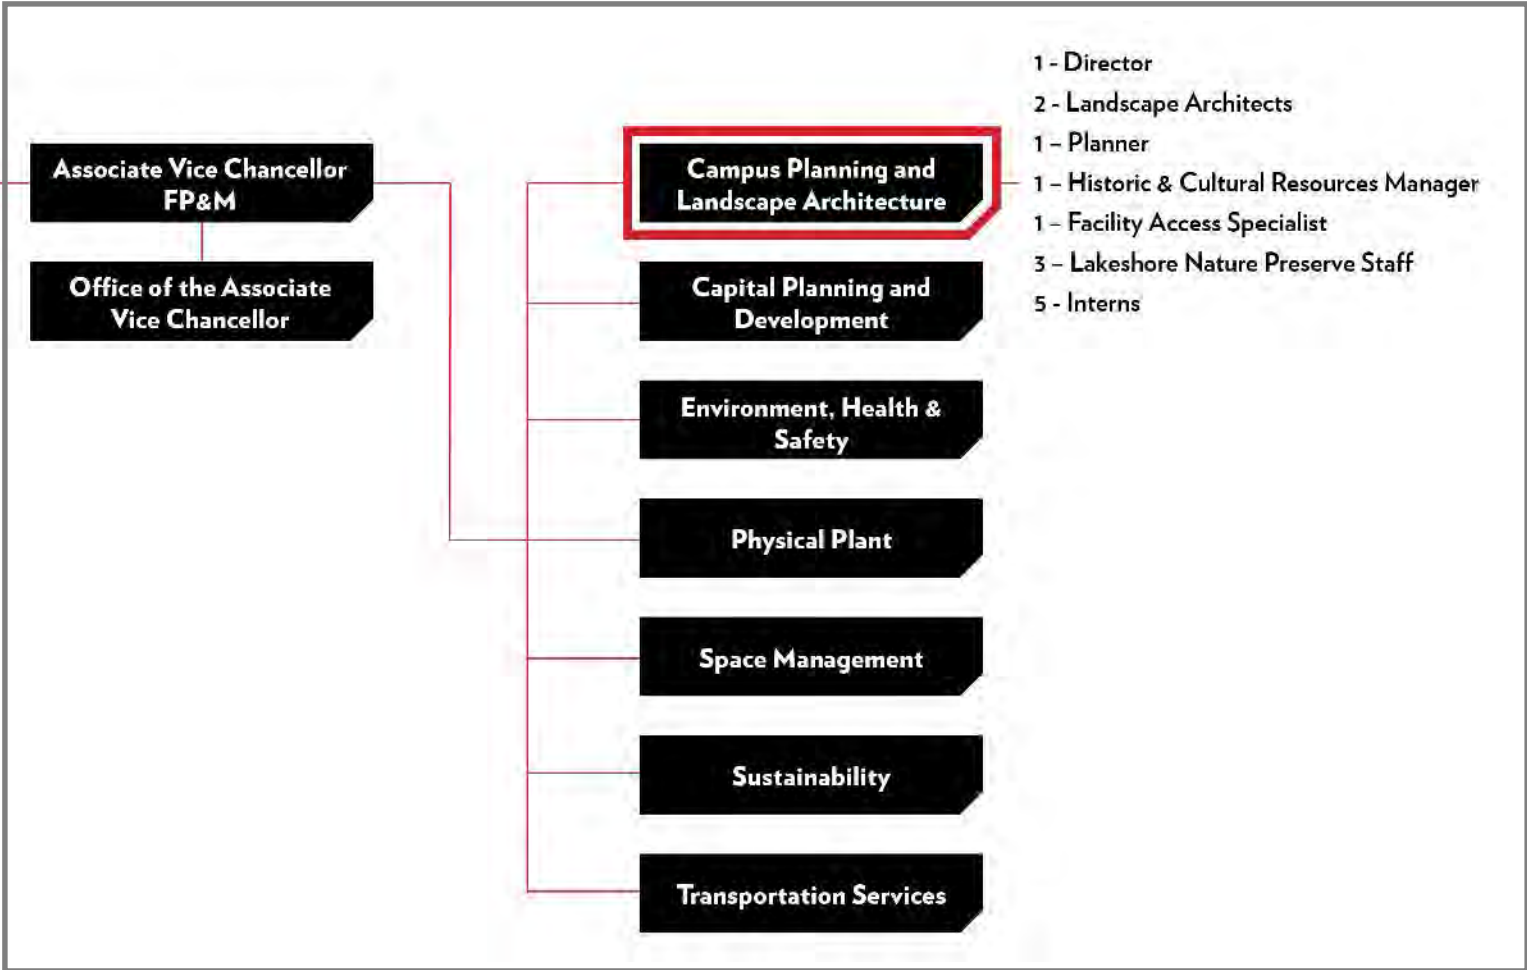 Associate Vice Chancellor
FP&M
Office of the Associate
Vice Chancellor
Campus Planning and
Landscape Architecture
Capital Planning and
Development
Environment, Health &
Safety
Physical Plant
Space Management
Sustainability
Transportation Services
1 - Director
2 - Landscape Architects
1 – Planner
1 – Historic & Cultural Resources Manager
1 – Facility Access Specialist
3 – Lakeshore Nature Preserve Staff
5 - Interns